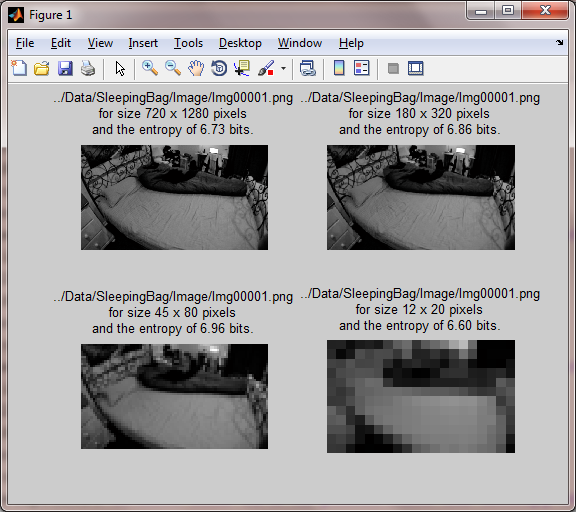 Figure 1
File Edit View Insert Tools Desktop Window Help
../Data/SleepingBag/Image/Img00001.png
for size 720 x 1280 pixels
and the entropy of 6.73 bits.
../Data/SleepingBag/Image/Img00001.png
for size 180 x 320 pixels
and the entropy of 6.86 bits.
../Data/SleepingBag/Image/Img00001.png
for size 45 x 80 pixels
and the entropy of 6.96 bits.
../Data/SleepingBag/Image/Img00001.png
for size 12 x 20 pixels
and the entropy of 6.60 bits.